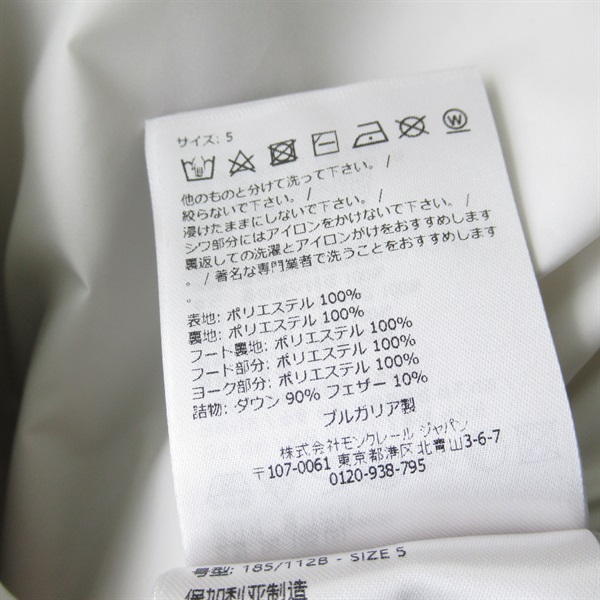 サイズ: 5
W
他のものと分けて洗って下さい。/
絞らないで下さい。/
浸けたままにしないで下さい。/
シワ部分にはアイロンをかけないで下さい。/
裏返しての洗濯とアイロンがけをおすすめします
。/ 著名な専門業者で洗うことをおすすめします
。
表地: ポリエステル 100%
裏地: ポリエステル 100%
フード裏地: ポリエステル 100%
フード部分: ポリエステル 100%
ヨーク部分: ポリエステル 100%
詰物: ダウン 90% フェザー 10%
ブルガリア製
株式会社モンクレール ジャパン
〒107-0061 東京都港区北青山3-6-7
0120-938-795
号型: 185/112B - SIZE 5
保加利亚制造